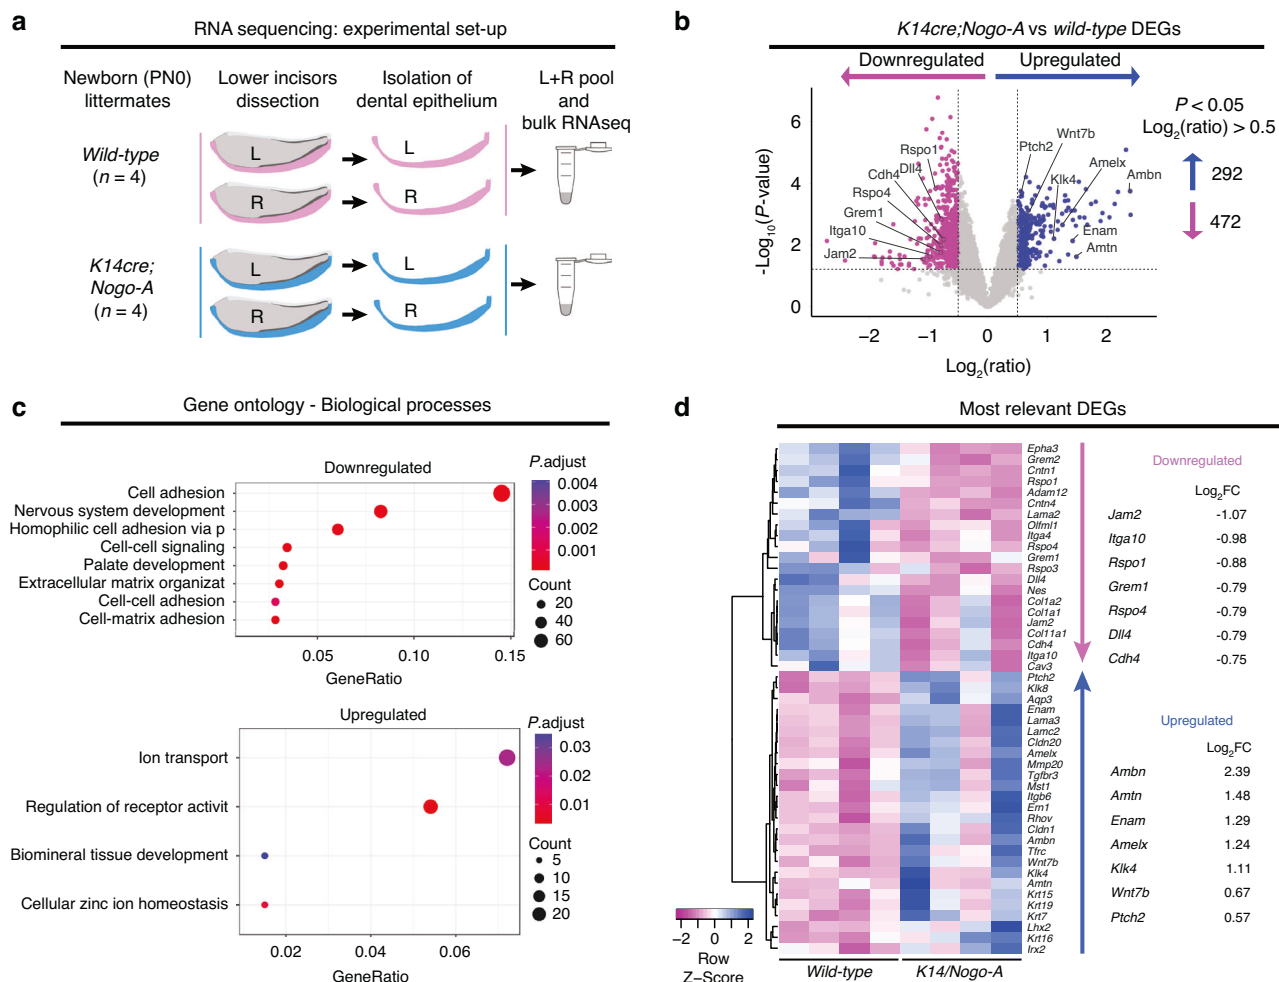 a
RNA sequencing: experimental set-up
Newborn (PN0)
littermates
Lower incisors
dissection
Isolation of
dental epithelium
L+R pool
and
bulk RNAseq
Wild-type
(n = 4)
L
L
R
R
K14cre;
Nogo-A
(n = 4)
L
L
R
R
b
K14cre;Nogo-A vs wild-type DEGs
Downregulated
Upregulated
P < 0.05
Log2(ratio) > 0.5
292
472
-Log10(P-value)
6
4
2
0
Rspo1
Dll4
Cdh4
Rspo4
Grem1
Itga10
Jam2
Ptch2
Wnt7b
Klk4
Amelx
Ambn
Enam
Amtn
−2
−1
0
1
2
Log2(ratio)
c
Gene ontology - Biological processes
Downregulated
Cell adhesion
Nervous system development
Homophilic cell adhesion via p
Cell-cell signaling
Palate development
Extracellular matrix organizat
Cell-cell adhesion
Cell-matrix adhesion
0.05
0.10
0.15
GeneRatio
P.adjust
0.004
0.003
0.002
0.001
Count
20
40
60
Upregulated
Ion transport
Regulation of receptor activit
Biomineral tissue development
Cellular zinc ion homeostasis
0.02
0.04
0.06
GeneRatio
P.adjust
0.03
0.02
0.01
Count
5
10
15
20
d
Most relevant DEGs
Epha3
Grem2
Cntn1
Rspo1
Adam12
Cntn4
Lama2
Olfml1
Itga4
Rspo4
Grem1
Rspo3
Dll4
Nes
Col1a2
Col1a1
Jam2
Col11a1
Cdh4
Itga10
Cav3
Ptch2
Klk8
Aqp3
Enam
Lama3
Lamc2
Cldn20
Amelx
Mmp20
Tgfbr3
Mst1
Itgb6
Ern1
Rhov
Cldn1
Ambn
Tfrc
Wnt7b
Klk4
Amtn
Krt15
Krt19
Krt7
Lhx2
Krt16
Irx2
Wild-type
K14/Nogo-A
−2
0
2
Row
Z−Score
Downregulated
Log2FC
Jam2 -1.07
Itga10 -0.98
Rspo1 -0.88
Grem1 -0.79
Rspo4 -0.79
Dll4 -0.79
Cdh4 -0.75
Upregulated
Log2FC
Ambn 2.39
Amtn 1.48
Enam 1.29
Amelx 1.24
Klk4 1.11
Wnt7b 0.67
Ptch2 0.57